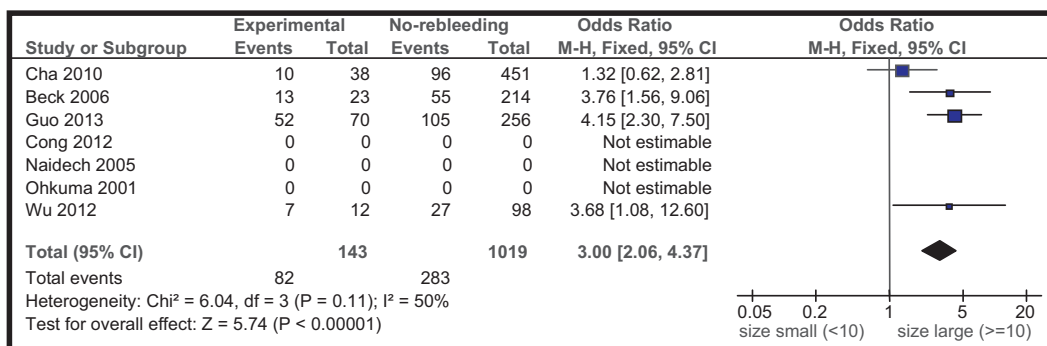 Experimental No-rebleeding Odds Ratio Odds Ratio
Study or Subgroup Events Total Events Total M-H, Fixed, 95% CI M-H, Fixed, 95% CI
Cha 2010 10 38 96 451 1.32 [0.62, 2.81]
Beck 2006 13 23 55 214 3.76 [1.56, 9.06]
Guo 2013 52 70 105 256 4.15 [2.30, 7.50]
Cong 2012 0 0 0 0 Not estimable
Naidech 2005 0 0 0 0 Not estimable
Ohkuma 2001 0 0 0 0 Not estimable
Wu 2012 7 12 27 98 3.68 [1.08, 12.60]
Total (95% CI) 143 1019 3.00 [2.06, 4.37]
Total events 82 283
Heterogeneity: Chi² = 6.04, df = 3 (P = 0.11); I² = 50%
Test for overall effect: Z = 5.74 (P < 0.00001)
0.05 0.2 1 5 20
size small (<10) size large (>=10)